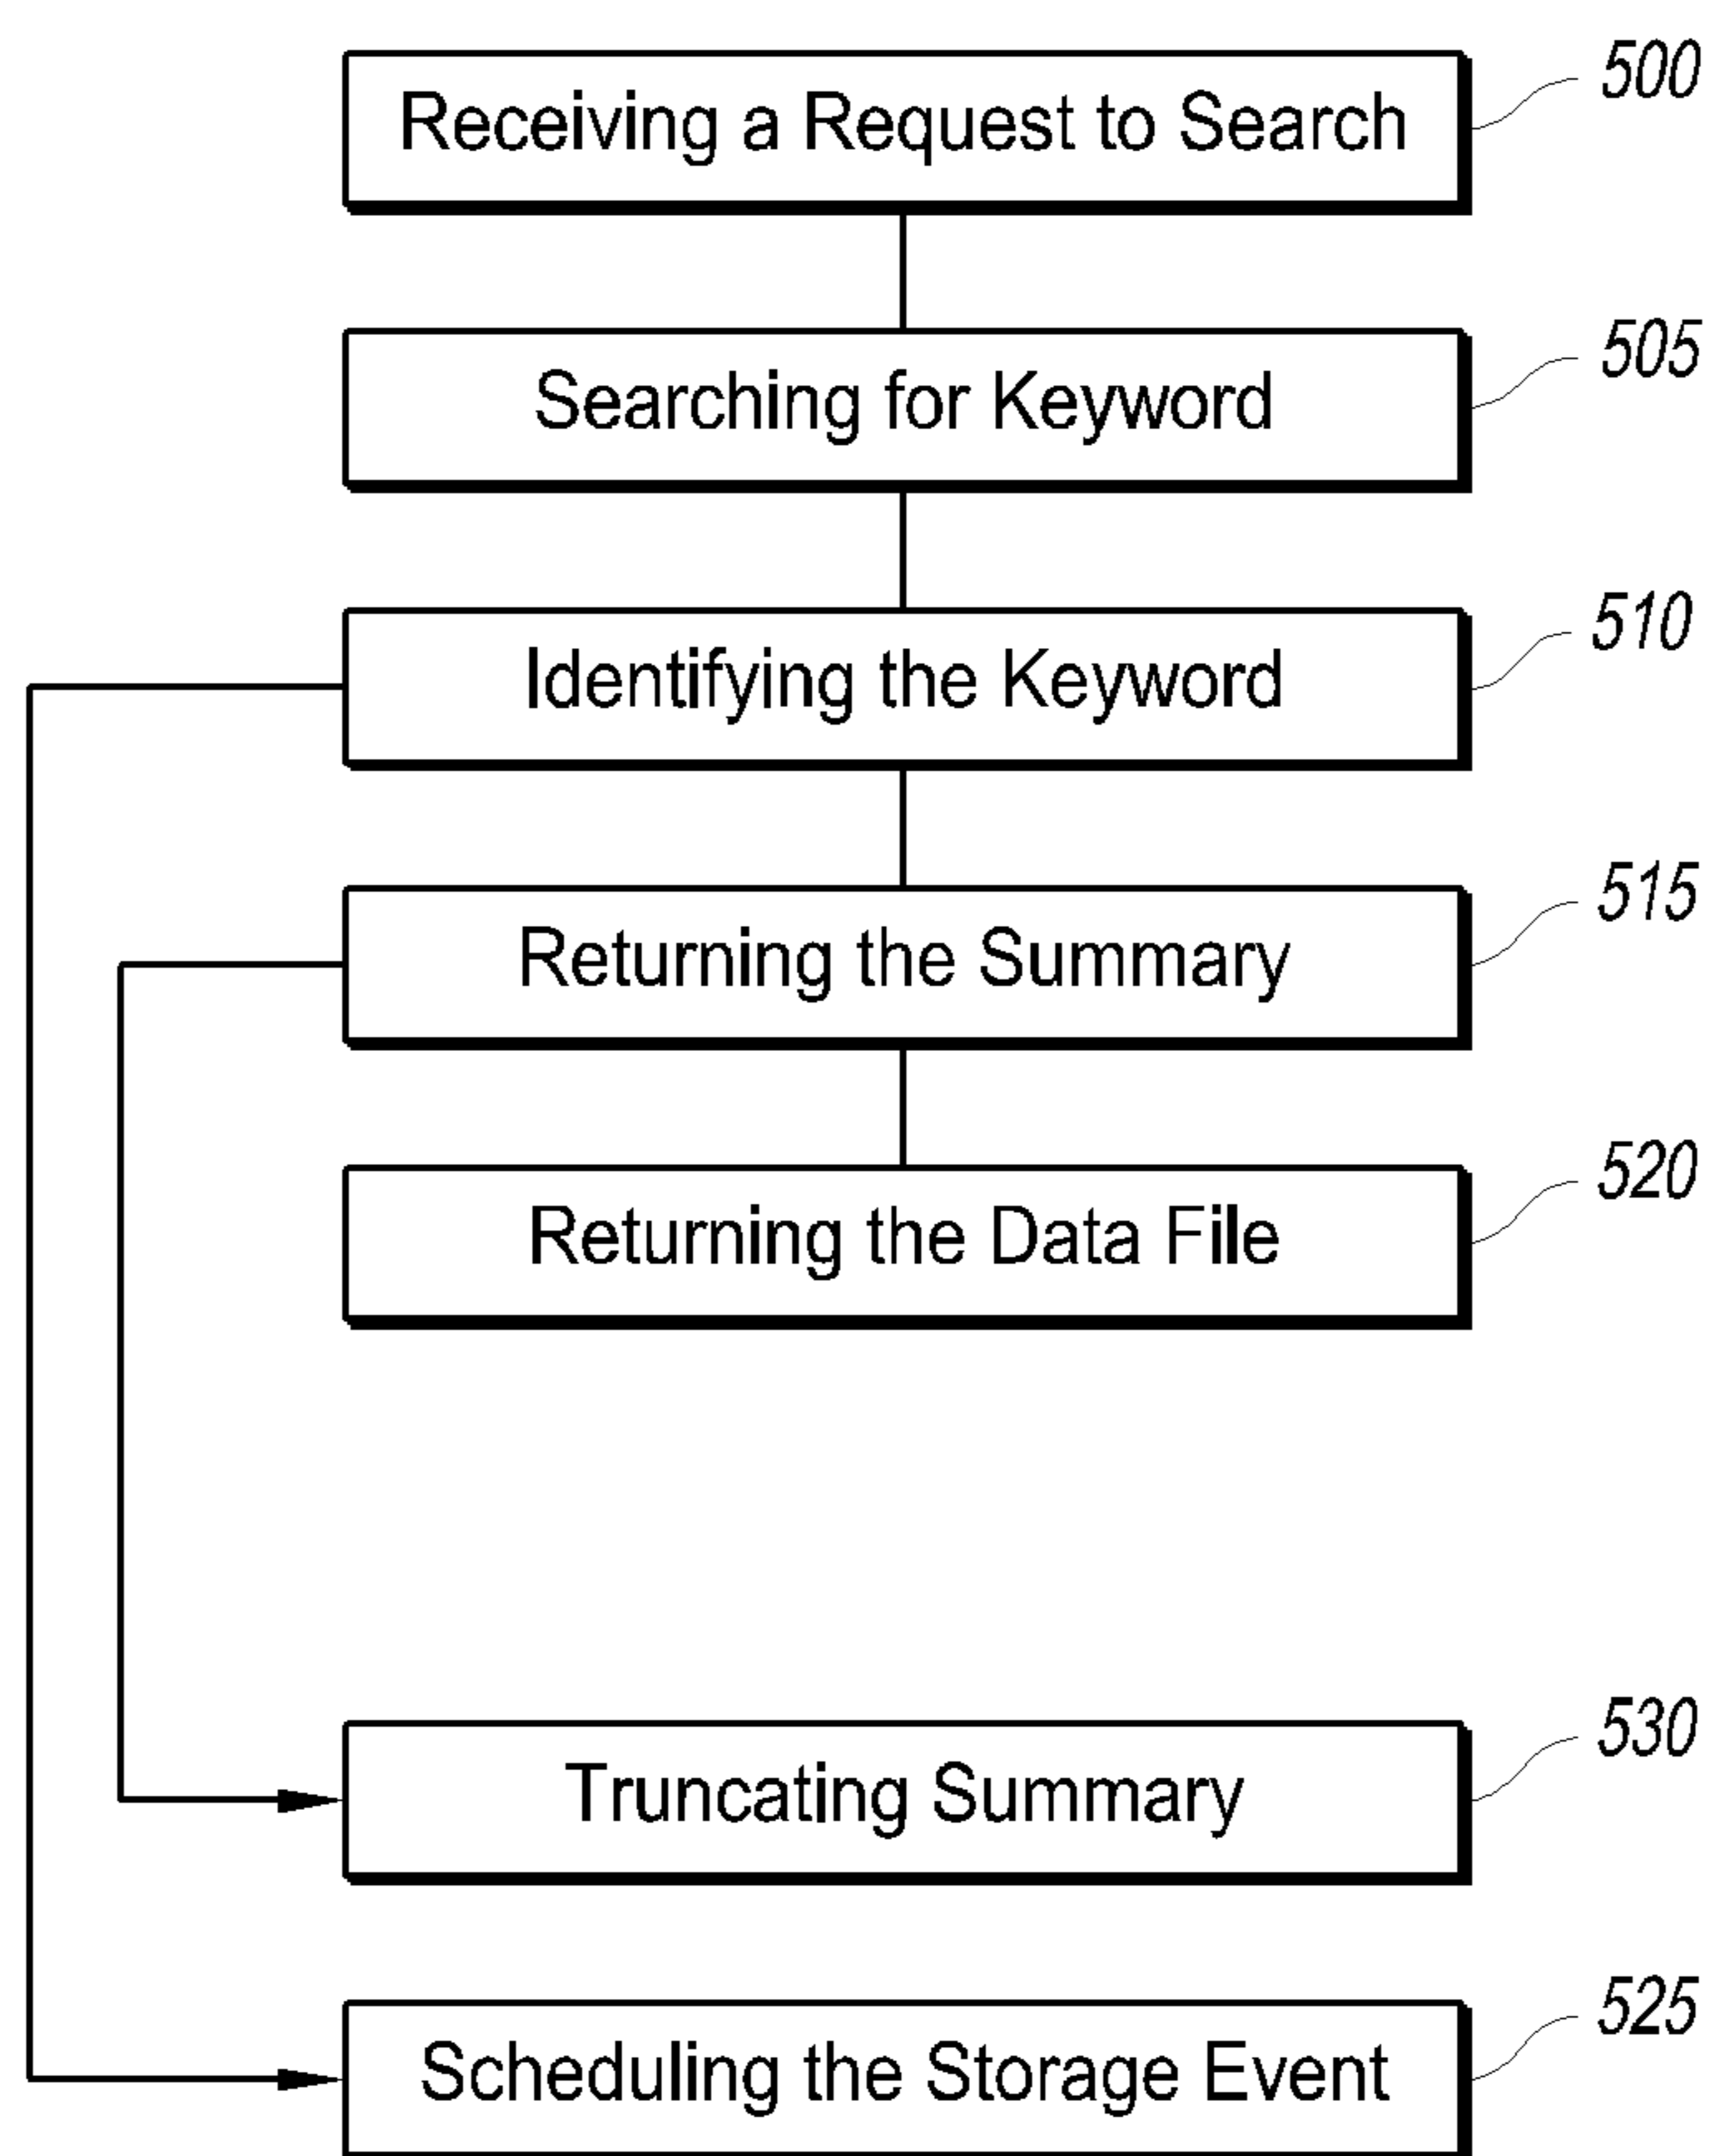 500
Receiving a Request to Search
505
Searching for Keyword
510
Identifying the Keyword
515
Returning the Summary
520
Returning the Data File
530
Truncating Summary
525
Scheduling the Storage Event